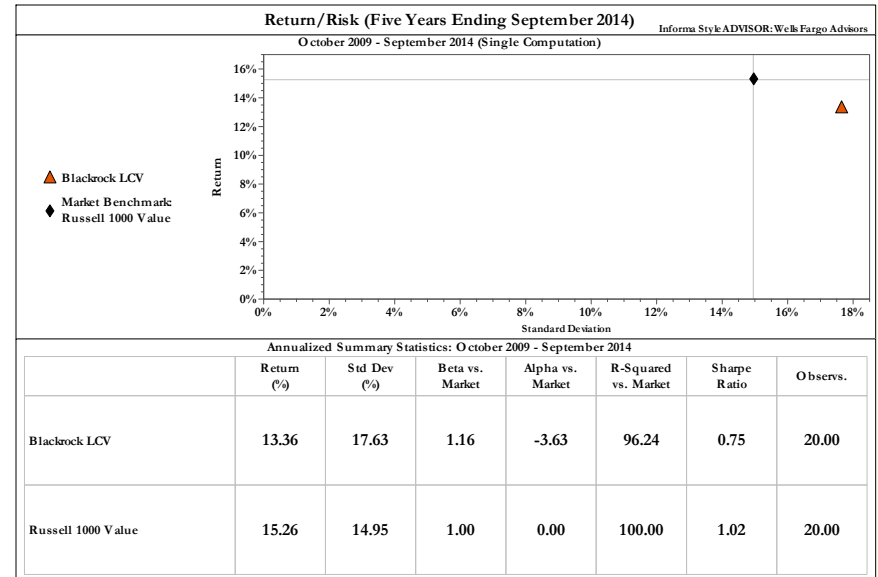 Return/Risk (Five Years Ending September 2014)
Informa StyleADVISOR: Wells Fargo Advisors
October 2009 - September 2014 (Single Computation)
16%
14%
12%
10%
8%
6%
4%
2%
0%
Return
0% 2% 4% 6% 8% 10% 12% 14% 16% 18%
Standard Deviation
Blackrock LCV
Market Benchmark:
Russell 1000 Value
Annualized Summary Statistics: October 2009 - September 2014
Return (%) Std Dev (%) Beta vs. Market Alpha vs. Market R-Squared vs. Market Sharpe Ratio Observs.
Blackrock LCV 13.36 17.63 1.16 -3.63 96.24 0.75 20.00
Russell 1000 Value 15.26 14.95 1.00 0.00 100.00 1.02 20.00